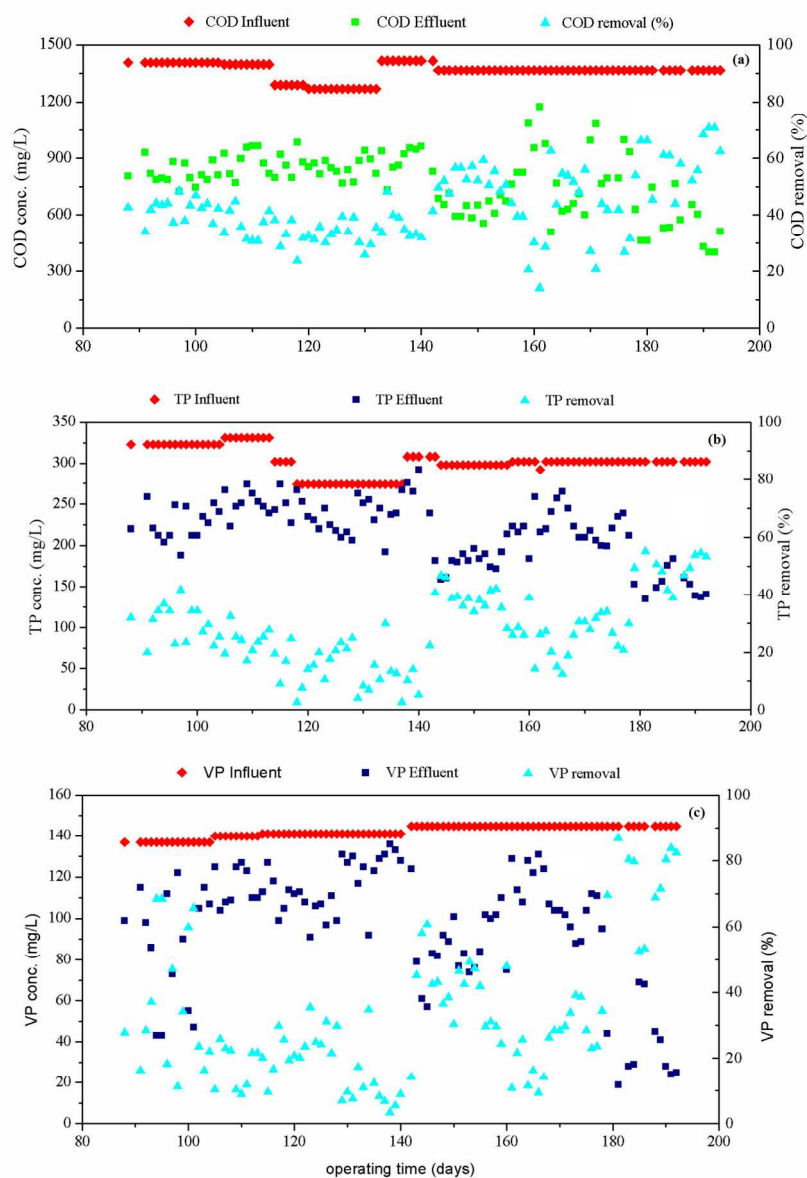 COD Influent COD Effluent COD removal (%)
1500 100
(a)
1200 80
900 60
600 40
300 20
0 0
COD conc. (mg/L)
COD removal (%)
80 100 120 140 160 180 200
TP Influent TP Effluent TP removal
350 100
(b)
300
80
250
60
200
150 40
100
20
50
0 0
TP conc. (mg/L)
TP removal (%)
80 100 120 140 160 180 200
VP Influent VP Effluent VP removal
160 100
(c)
140
80
120
100 60
80
60 40
40
20
20
0 0
VP conc. (mg/L)
VP removal (%)
80 100 120 140 160 180 200
operating time (days)